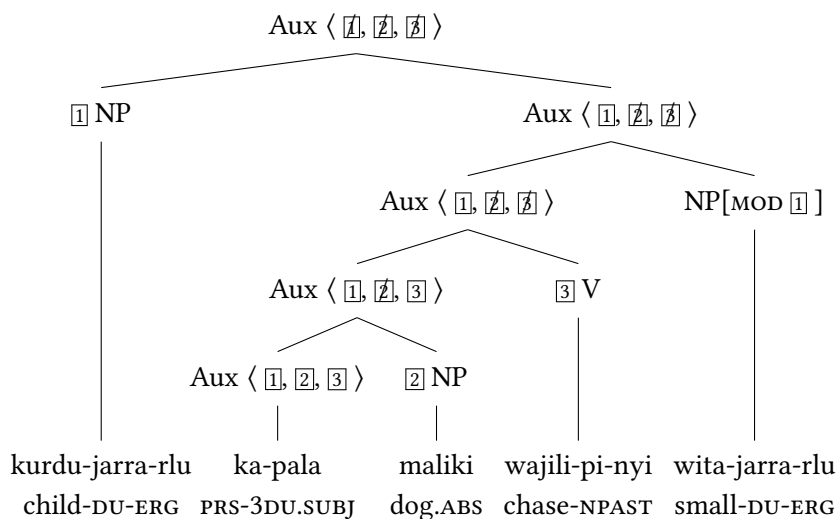 Aux ⟨ 1̸, 2̸, 3̸ ⟩
1 NP Aux ⟨ 1, 2̸, 3̸ ⟩
Aux ⟨ 1, 2̸, 3̸ ⟩ NP[MOD 1 ]
Aux ⟨ 1, 2̸, 3 ⟩ 3 V
Aux ⟨ 1, 2, 3 ⟩ 2 NP
kurdu-jarra-rlu ka-pala maliki wajili-pi-nyi wita-jarra-rlu
child-DU-ERG PRS-3DU.SUBJ dog.ABS chase-NPAST small-DU-ERG